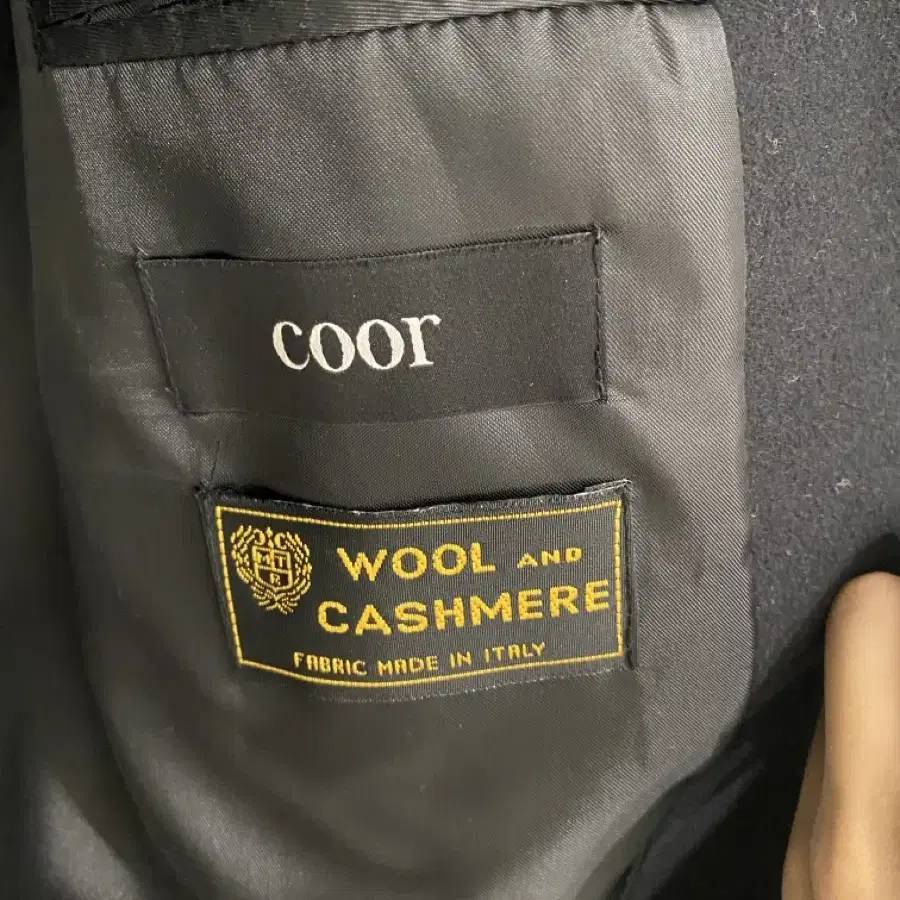 coor
WOOL AND
CASHMERE
FABRIC MADE IN ITALY